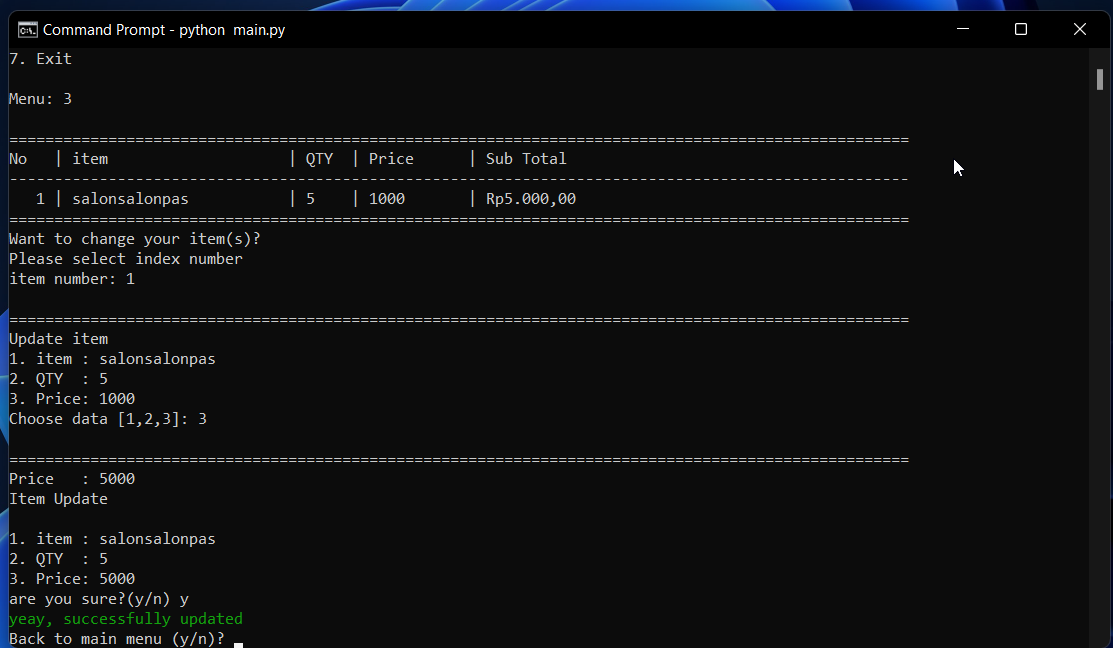 Command Prompt - python  main.py
7. Exit
Menu: 3
====================================================================================================
No   | item                    | QTY  | Price      | Sub Total
----------------------------------------------------------------------------------------------------
   1 | salonsalonpas           | 5    | 1000       | Rp5.000,00
====================================================================================================
Want to change your item(s)?
Please select index number
item number: 1
====================================================================================================
Update item
1. item : salonsalonpas
2. QTY  : 5
3. Price: 1000
Choose data [1,2,3]: 3
====================================================================================================
Price   : 5000
Item Update
1. item : salonsalonpas
2. QTY  : 5
3. Price: 5000
are you sure?(y/n) y
yeay, successfully updated
Back to main menu (y/n)?